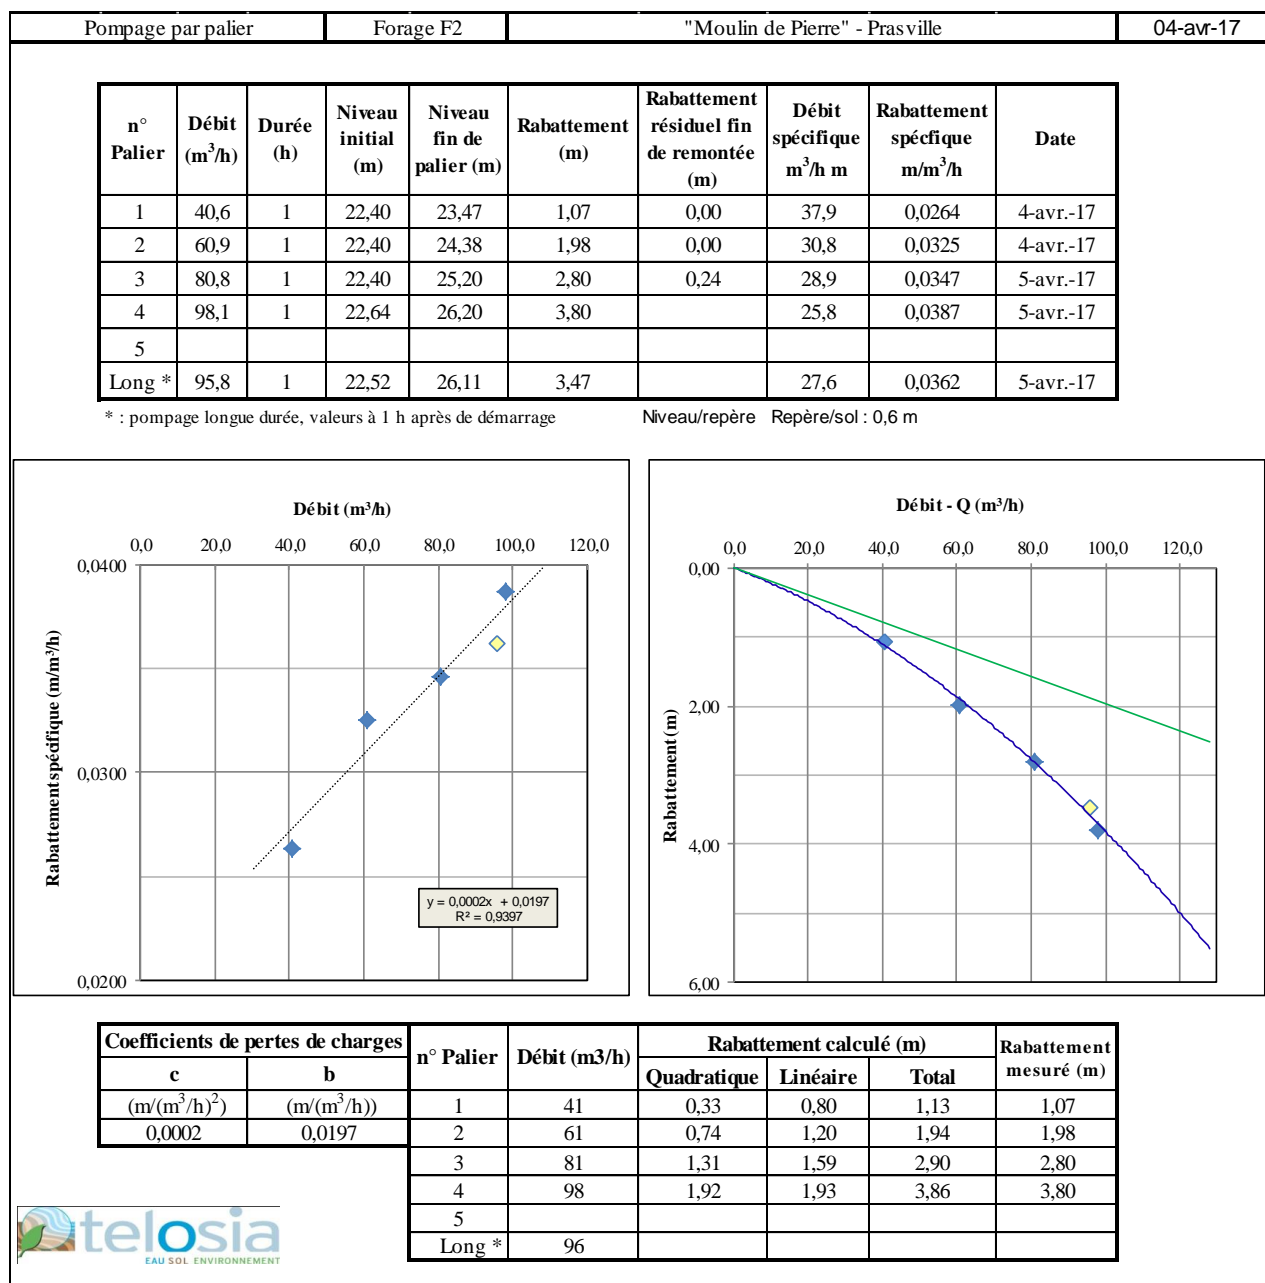 Pompage par palier Forage F2 "Moulin de Pierre" - Prasville 04-avr-17
n° Palier Débit (m³/h) Durée (h) Niveau initial (m) Niveau fin de palier (m) Rabattement (m) Rabattement résiduel fin de remontée (m) Débit spécifique m³/h m Rabattement spécfique m/m³/h Date
1 40,6 1 22,40 23,47 1,07 0,00 37,9 0,0264 4-avr.-17
2 60,9 1 22,40 24,38 1,98 0,00 30,8 0,0325 4-avr.-17
3 80,8 1 22,40 25,20 2,80 0,24 28,9 0,0347 5-avr.-17
4 98,1 1 22,64 26,20 3,80 25,8 0,0387 5-avr.-17
5
Long * 95,8 1 22,52 26,11 3,47 27,6 0,0362 5-avr.-17
* : pompage longue durée, valeurs à 1 h après de démarrage Niveau/repère Repère/sol : 0,6 m
Débit (m³/h)
0,0 20,0 40,0 60,0 80,0 100,0 120,0
0,0400
0,0300
0,0200
Rabattement spécifique (m/m³/h)
y = 0,0002x + 0,0197
R² = 0,9397
Débit - Q (m³/h)
0,0 20,0 40,0 60,0 80,0 100,0 120,0
0,00
2,00
4,00
6,00
Rabattement (m)
Coefficients de pertes de charges
c b
(m/(m³/h)²) (m/(m³/h))
0,0002 0,0197
n° Palier Débit (m3/h) Rabattement calculé (m) Rabattement mesuré (m)
Quadratique Linéaire Total
1 41 0,33 0,80 1,13 1,07
2 61 0,74 1,20 1,94 1,98
3 81 1,31 1,59 2,90 2,80
4 98 1,92 1,93 3,86 3,80
5
Long * 96
telosia
EAU SOL ENVIRONNEMENT